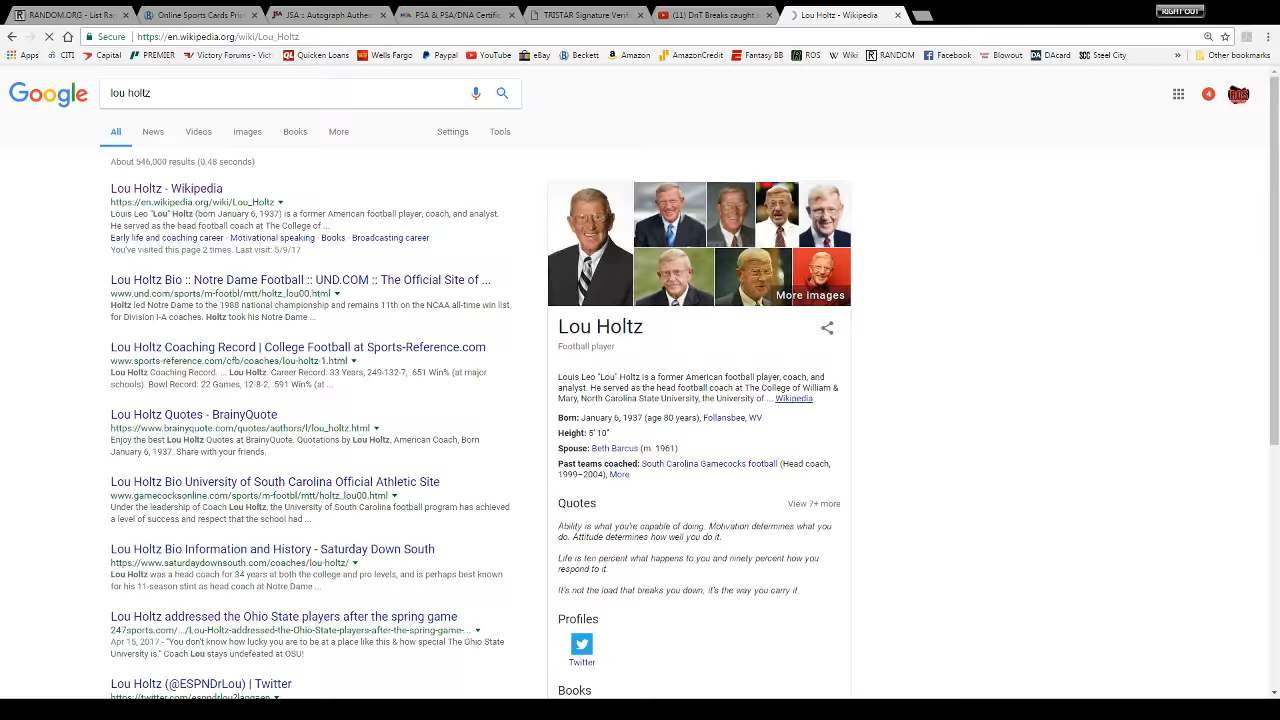 RANDOM.ORG - List Ran
Online Sports Cards Pric
JSA :: Autograph Authen
PSA & PSA/DNA Certific
TRISTAR Signature Verif
(11) DnT Breaks caught
Lou Holtz - Wikipedia
RIGHT OUT
Secure
https://en.wikipedia.org/wiki/Lou_Holtz
Apps
CITI
Capital
PREMIER
Victory Forums - Vict
Quicken Loans
Wells Fargo
Paypal
YouTube
eBay
Beckett
Amazon
AmazonCredit
Fantasy BB
ROS
Wiki
RANDOM
Facebook
Blowout
DAcard
Steel City
»
Other bookmarks
Google
lou holtz
4
All
News
Videos
Images
Books
More
Settings
Tools
About 546,000 results (0.48 seconds)
Lou Holtz - Wikipedia
https://en.wikipedia.org/wiki/Lou_Holtz
Louis Leo "Lou" Holtz (born January 6, 1937) is a former American football player, coach, and analyst.
He served as the head football coach at The College of ...
Early life and coaching career · Motivational speaking · Books · Broadcasting career
You've visited this page 2 times. Last visit: 5/9/17
Lou Holtz Bio :: Notre Dame Football :: UND.COM :: The Official Site of ...
www.und.com/sports/m-footbl/mtt/holtz_lou00.html
Holtz led Notre Dame to the 1988 national championship and remains 11th on the NCAA all-time win list
for Division I-A coaches. Holtz took his Notre Dame ...
Lou Holtz Coaching Record | College Football at Sports-Reference.com
www.sports-reference.com/cfb/coaches/lou-holtz-1.html
Lou Holtz Coaching Record. ... Lou Holtz. Career Record: 33 Years, 249-132-7, .651 Win% (at major
schools). Bowl Record: 22 Games, 12-8-2, .591 Win% (at ...
Lou Holtz Quotes - BrainyQuote
https://www.brainyquote.com/quotes/authors/l/lou_holtz.html
Enjoy the best Lou Holtz Quotes at BrainyQuote. Quotations by Lou Holtz, American Coach, Born
January 6, 1937. Share with your friends.
Lou Holtz Bio University of South Carolina Official Athletic Site
www.gamecocksonline.com/sports/m-footbl/mtt/holtz_lou00.html
Under the leadership of Coach Lou Holtz, the University of South Carolina football program has achieved
a level of success and respect that the school had ...
Lou Holtz Bio Information and History - Saturday Down South
https://www.saturdaydownsouth.com/coaches/lou-holtz/
Lou Holtz was a head coach for 34 years at both the college and pro levels, and is perhaps best known
for his 11-season stint as head coach at Notre Dame ...
Lou Holtz addressed the Ohio State players after the spring game
247sports.com/.../Lou-Holtz-addressed-the-Ohio-State-players-after-the-spring-game-...
Apr 15, 2017 - "You don't know how lucky you are to be at a place like this & how special The Ohio State
University is." Coach Lou stays undefeated at OSU!
Lou Holtz (@ESPNDrLou) | Twitter
https://twitter.com/espndrlou?lang=en
More images
Lou Holtz
Football player
Louis Leo "Lou" Holtz is a former American football player, coach, and
analyst. He served as the head football coach at The College of William &
Mary, North Carolina State University, the University of ... Wikipedia
Born: January 6, 1937 (age 80 years), Follansbee, WV
Height: 5' 10"
Spouse: Beth Barcus (m. 1961)
Past teams coached: South Carolina Gamecocks football (Head coach,
1999–2004), More
Quotes
View 7+ more
Ability is what you're capable of doing. Motivation determines what you
do. Attitude determines how well you do it.
Life is ten percent what happens to you and ninety percent how you
respond to it.
It's not the load that breaks you down, it's the way you carry it.
Profiles
Twitter
Books